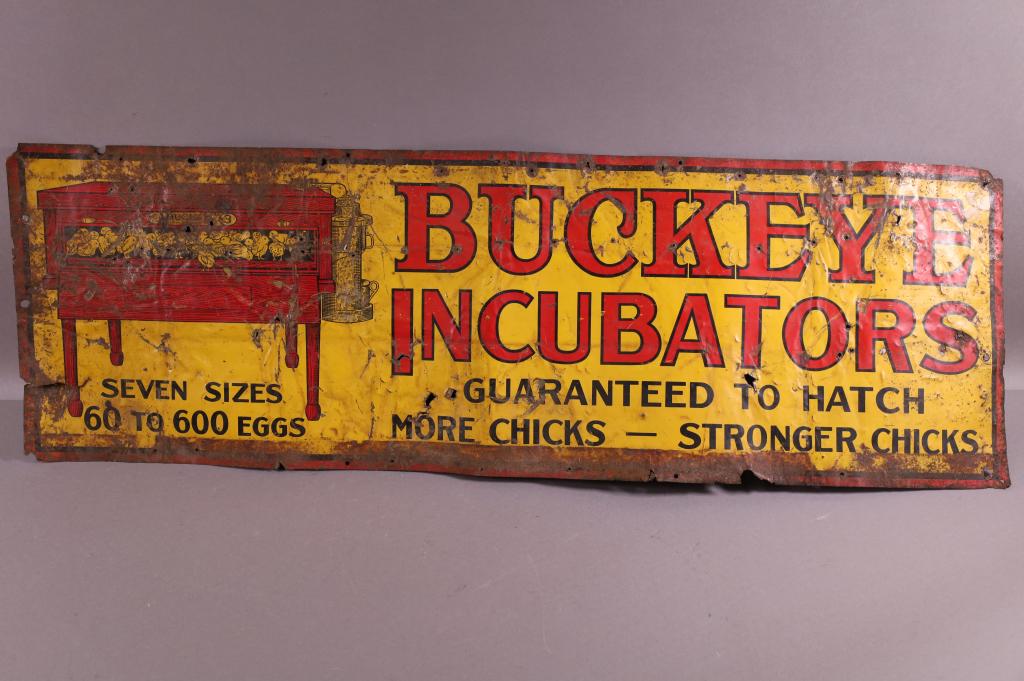 BUCKEYE
INCUBATORS
GUARANTEED TO HATCH
MORE CHICKS — STRONGER CHICKS
SEVEN SIZES
60 TO 600 EGGS